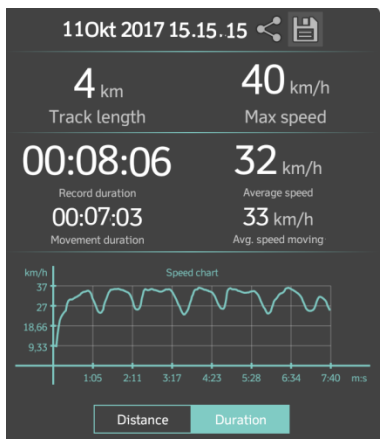 11Okt 2017 15.15.15
4 km
40 km/h
Track length
Max speed
00:08:06
32 km/h
Record duration
Average speed
00:07:03
33 km/h
Movement duration
Avg. speed moving
km/h
Speed chart
37
27
18,66
9,33
1:05 2:11 3:17 4:23 5:28 6:34 7:40 m:s
Distance
Duration